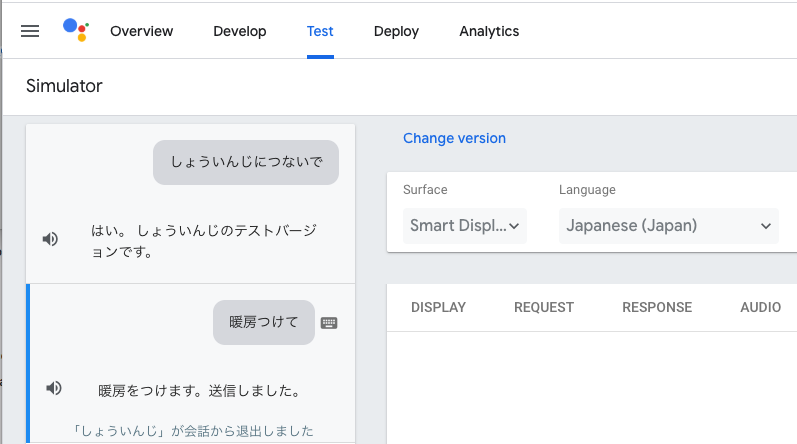 Overview Develop Test Deploy Analytics
Simulator
しょういんじにつないで
はい。 しょういんじのテストバージ
ョンです。
暖房つけて
暖房をつけます。送信しました。
「しょういんじ」が会話から退出しました
Change version
Surface Language
Smart Displ... Japanese (Japan)
DISPLAY REQUEST RESPONSE AUDIO